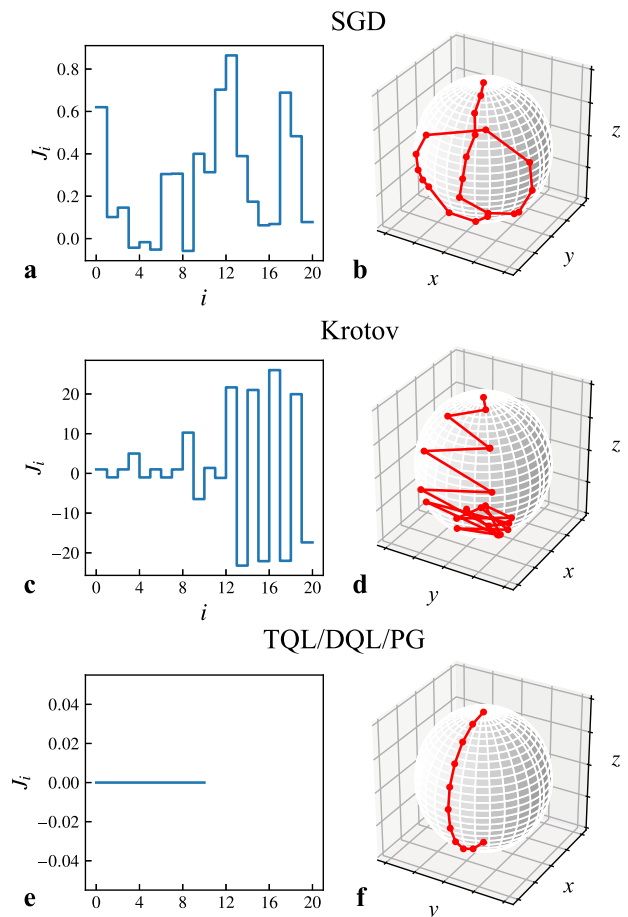 SGD
0.8
0.6
0.4
0.2
0.0
J_i
0 4 8 12 16 20
i
a
b
x
y
z
Krotov
20
10
0
−10
−20
J_i
0 4 8 12 16 20
i
c
d
y
x
z
TQL/DQL/PG
0.04
0.02
0.00
−0.02
−0.04
J_i
0 4 8 12 16 20
e
f
y
x
z